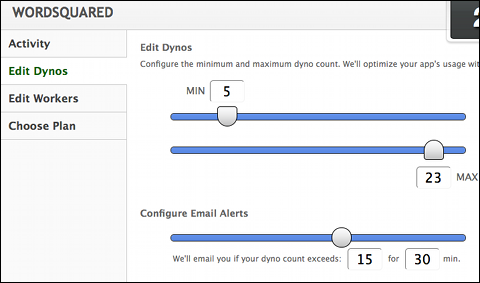 WORDSQUARED
2
Activity
Edit Dynos
Edit Workers
Choose Plan
Edit Dynos
Configure the minimum and maximum dyno count. We'll optimize your app's usage wit
MIN 5
23 MAX
Configure Email Alerts
We'll email you if your dyno count exceeds: 15 for 30 min.